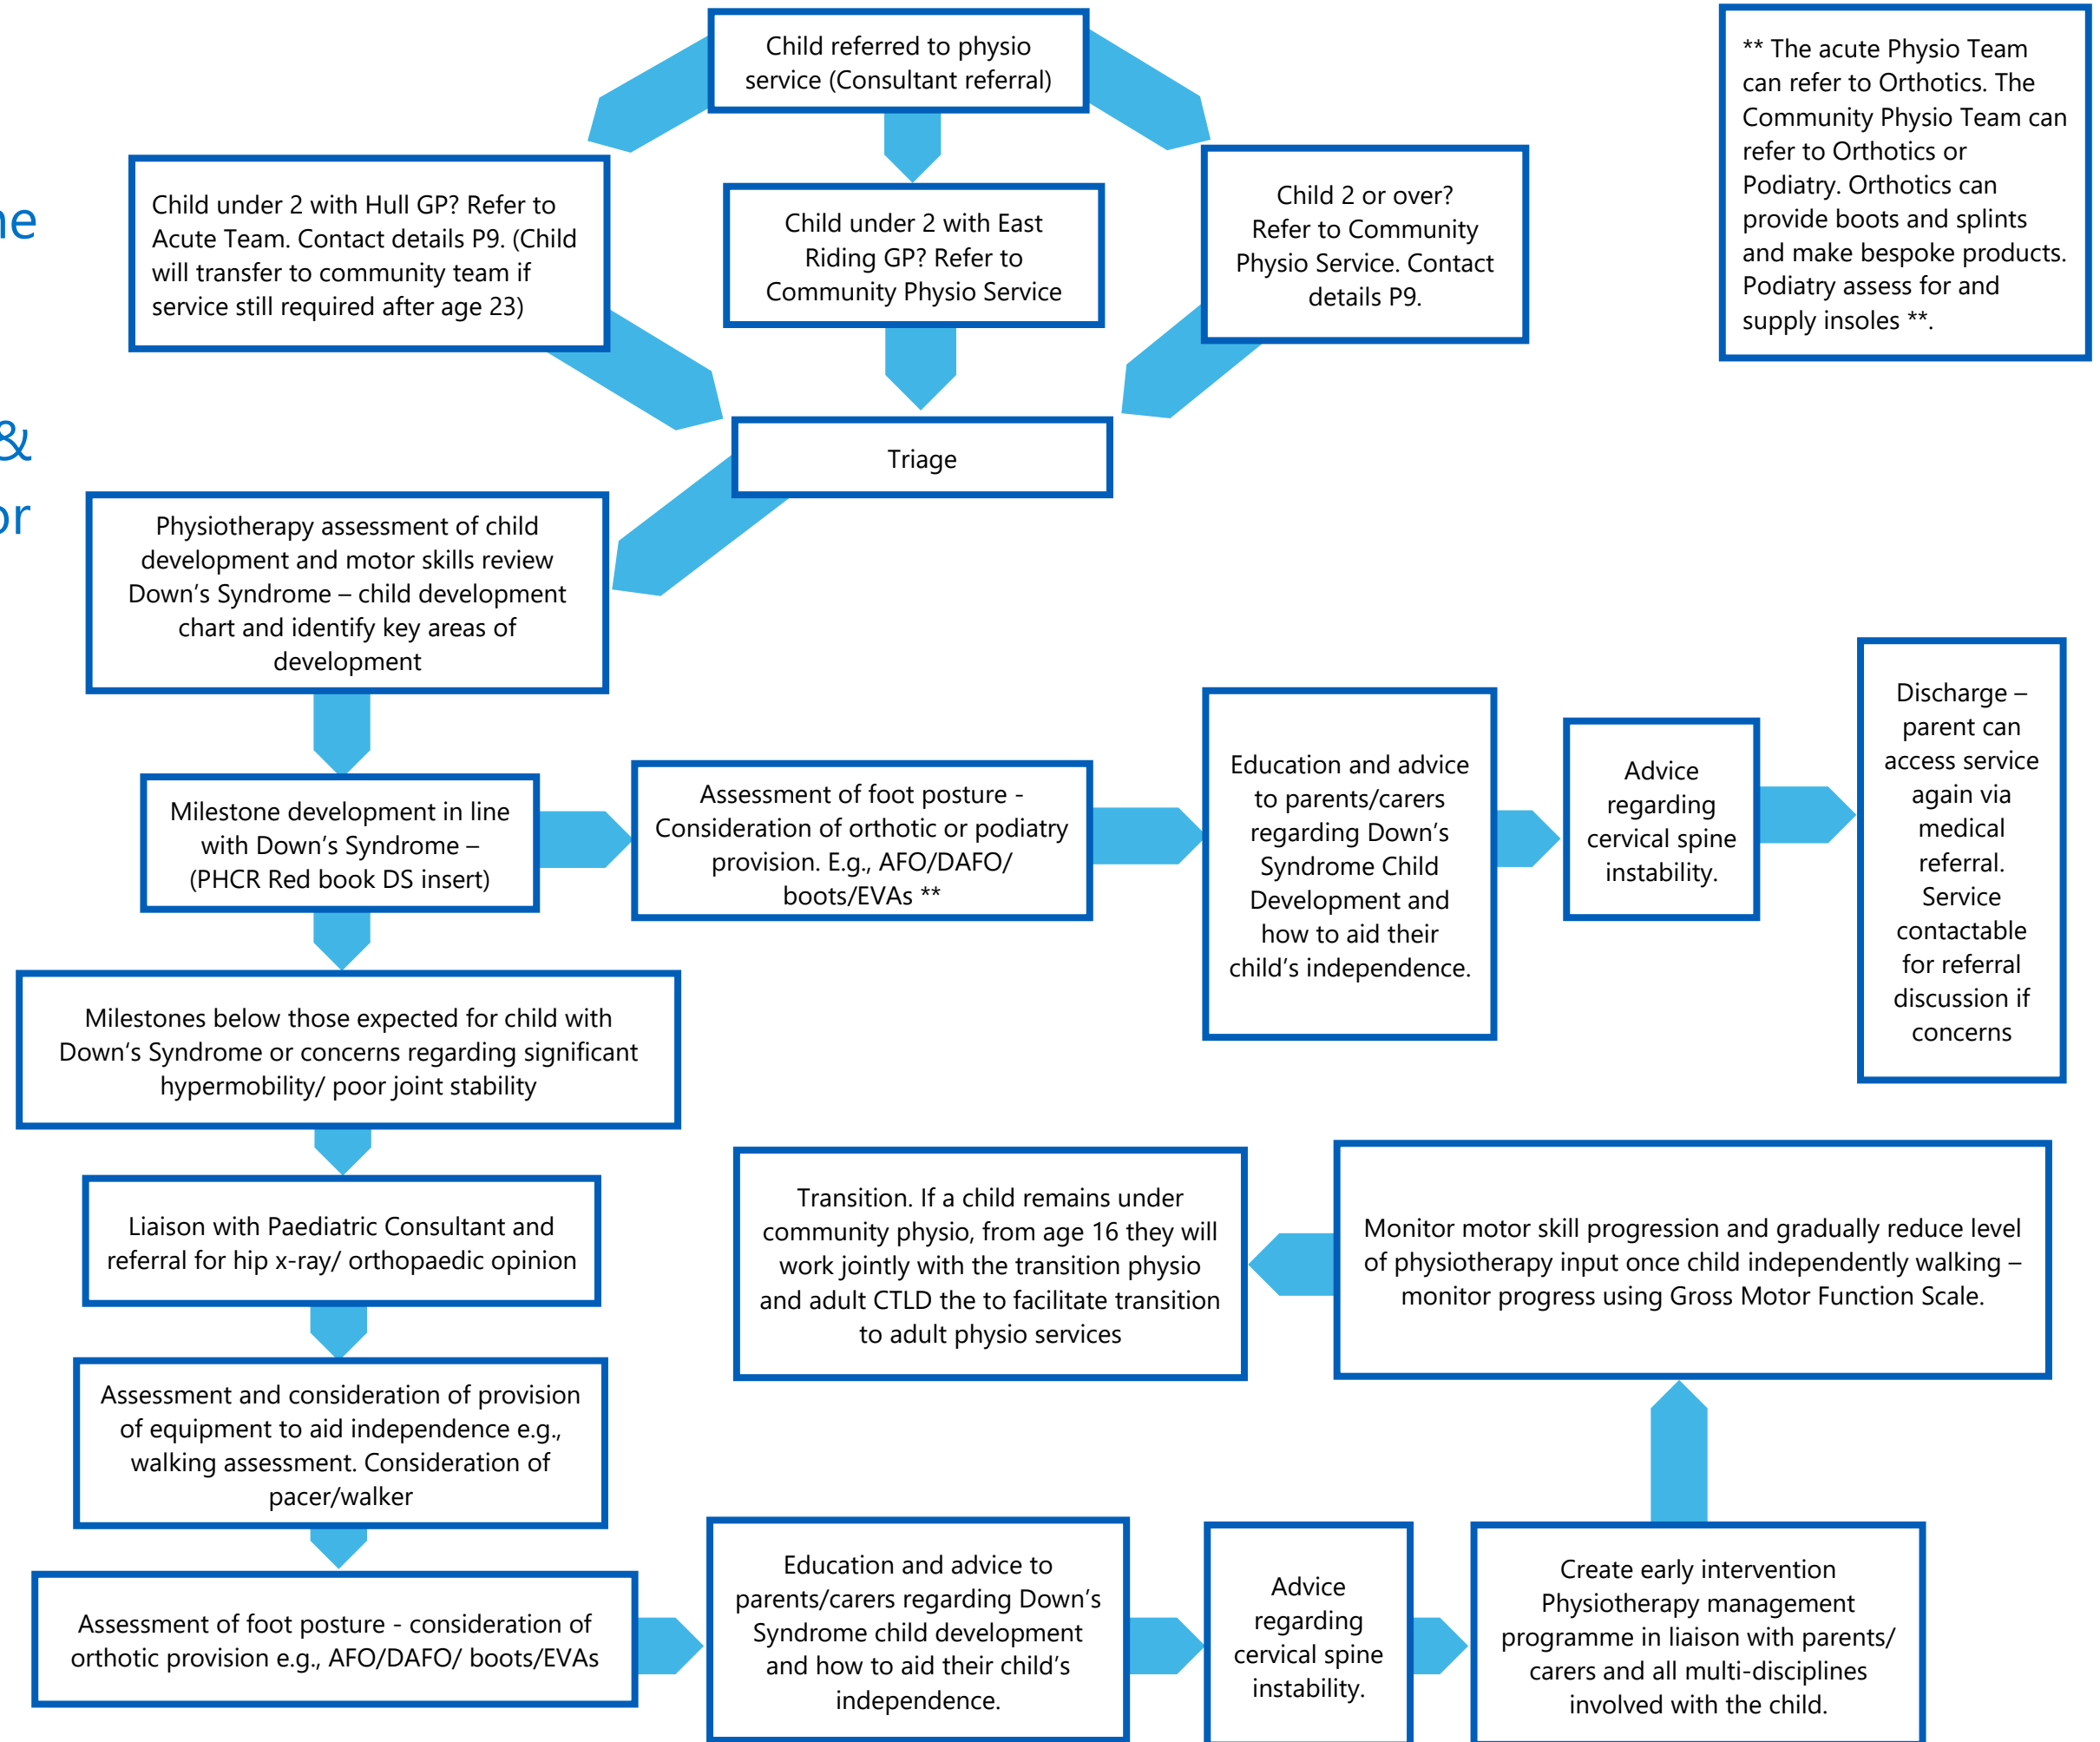 Child referred to physio
service (Consultant referral)
** The acute Physio Team
can refer to Orthotics. The
Community Physio Team can
refer to Orthotics or
Podiatry. Orthotics can
provide boots and splints
and make bespoke products.
Podiatry assess for and
supply insoles **.
ne
&
or
Child under 2 with Hull GP? Refer to
Acute Team. Contact details P9. (Child
will transfer to community team if
service still required after age 23)
Child under 2 with East
Riding GP? Refer to
Community Physio Service
Child 2 or over?
Refer to Community
Physio Service. Contact
details P9.
Triage
Physiotherapy assessment of child
development and motor skills review
Down's Syndrome – child development
chart and identify key areas of
development
Milestone development in line
with Down's Syndrome –
(PHCR Red book DS insert)
Assessment of foot posture -
Consideration of orthotic or podiatry
provision. E.g., AFO/DAFO/
boots/EVAs **
Education and advice
to parents/carers
regarding Down's
Syndrome Child
Development and
how to aid their
child's independence.
Advice
regarding
cervical spine
instability.
Discharge –
parent can
access service
again via
medical
referral.
Service
contactable
for referral
discussion if
concerns
Milestones below those expected for child with
Down's Syndrome or concerns regarding significant
hypermobility/ poor joint stability
Liaison with Paediatric Consultant and
referral for hip x-ray/ orthopaedic opinion
Assessment and consideration of provision
of equipment to aid independence e.g.,
walking assessment. Consideration of
pacer/walker
Assessment of foot posture - consideration of
orthotic provision e.g., AFO/DAFO/ boots/EVAs
Education and advice to
parents/carers regarding Down's
Syndrome child development
and how to aid their child's
independence.
Advice
regarding
cervical spine
instability.
Create early intervention
Physiotherapy management
programme in liaison with parents/
carers and all multi-disciplines
involved with the child.
Monitor motor skill progression and gradually reduce level
of physiotherapy input once child independently walking –
monitor progress using Gross Motor Function Scale.
Transition. If a child remains under
community physio, from age 16 they will
work jointly with the transition physio
and adult CTLD the to facilitate transition
to adult physio services